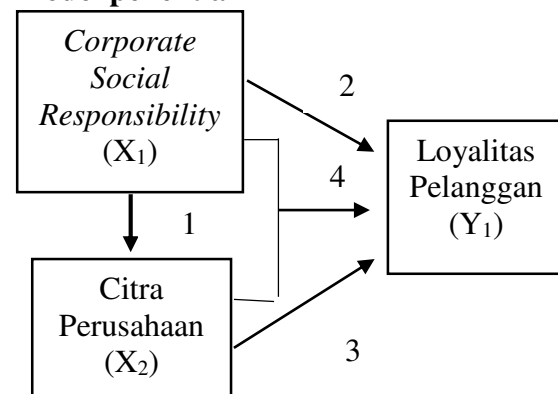 Corporate
Social
Responsibility
(X₁)
2
Loyalitas
Pelanggan
(Y₁)
4
1
Citra
Perusahaan
(X₂)
3